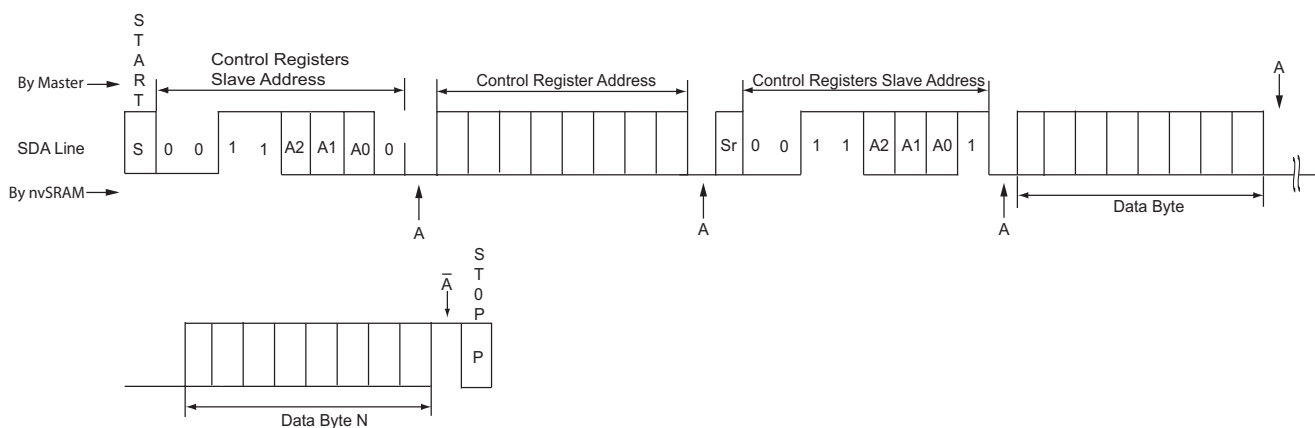 START
Control Registers
Slave Address
By Master
Control Register Address
Control Registers Slave Address
A
SDA Line
S 0 0 1 1 A2 A1 A0 0
Sr 0 0 1 1 A2 A1 A0 1
By nvSRAM
A
A
A
Data Byte
ST0P
A̅
P
Data Byte N